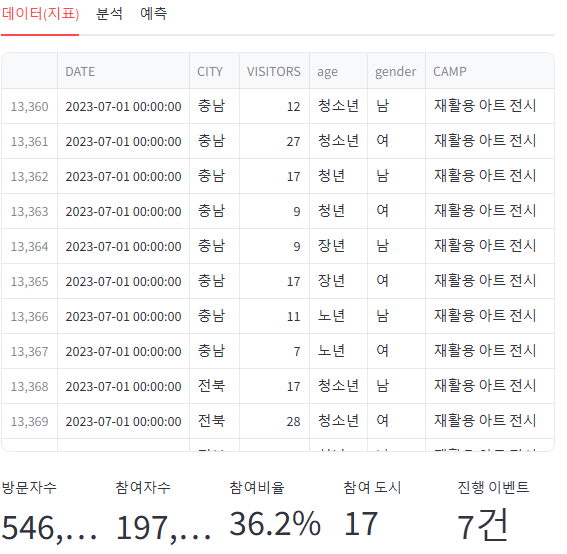 데이터(지표) 분석 예측
DATE CITY VISITORS age gender CAMP
13,360 2023-07-01 00:00:00 충남 12 청소년 남 재활용 아트 전시
13,361 2023-07-01 00:00:00 충남 27 청소년 여 재활용 아트 전시
13,362 2023-07-01 00:00:00 충남 17 청년 남 재활용 아트 전시
13,363 2023-07-01 00:00:00 충남 9 청년 여 재활용 아트 전시
13,364 2023-07-01 00:00:00 충남 9 장년 남 재활용 아트 전시
13,365 2023-07-01 00:00:00 충남 17 장년 여 재활용 아트 전시
13,366 2023-07-01 00:00:00 충남 11 노년 남 재활용 아트 전시
13,367 2023-07-01 00:00:00 충남 7 노년 여 재활용 아트 전시
13,368 2023-07-01 00:00:00 전북 17 청소년 남 재활용 아트 전시
13,369 2023-07-01 00:00:00 전북 28 청소년 여 재활용 아트 전시
방문자수 참여자수 참여비율 참여 도시 진행 이벤트
546,... 197,... 36.2% 17 7건